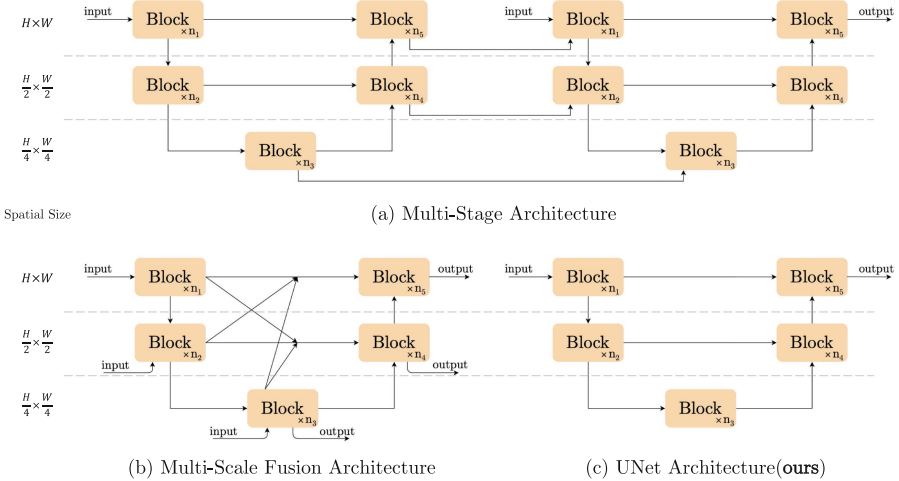 H×W input Block ×n₁ Block ×n₅ input Block ×n₁ Block ×n₅ output
H/2 × W/2 Block ×n₂ Block ×n₄ Block ×n₂ Block ×n₄
H/4 × W/4 Block ×n₃ Block ×n₃
Spatial Size
(a) Multi-Stage Architecture
H×W input Block ×n₁ Block ×n₅ output input Block ×n₁ Block ×n₅ output
H/2 × W/2 Block ×n₂ Block ×n₄ Block ×n₂ Block ×n₄
input output
H/4 × W/4 Block ×n₃ Block ×n₃
input output
(b) Multi-Scale Fusion Architecture
(c) UNet Architecture(ours)